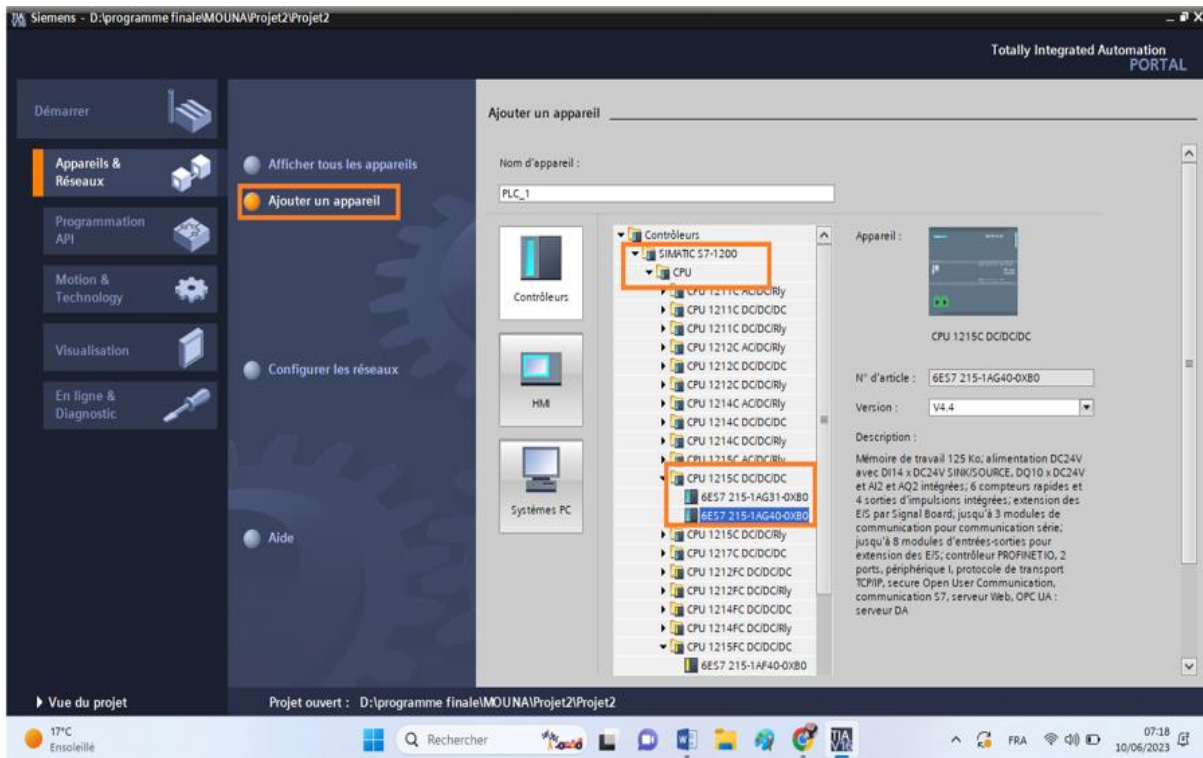 Siemens - D:\programme finale\MOUNA\Projet2\Projet2
Totally Integrated Automation
PORTAL
Démarrer
Appareils &
Réseaux
Programmation
API
Motion &
Technology
Visualisation
En ligne &
Diagnostic
Vue du projet
Afficher tous les appareils
Ajouter un appareil
Configurer les réseaux
Aide
Ajouter un appareil
Nom d'appareil :
PLC_1
Contrôleurs
HMI
Systèmes PC
Contrôleurs
SIMATIC S7-1200
CPU
CPU 1211C AC/DC/Rly
CPU 1211C DC/DC/DC
CPU 1211C DC/DC/Rly
CPU 1212C AC/DC/Rly
CPU 1212C DC/DC/DC
CPU 1212C DC/DC/Rly
CPU 1214C AC/DC/Rly
CPU 1214C DC/DC/DC
CPU 1214C DC/DC/Rly
CPU 1215C AC/DC/Rly
CPU 1215C DC/DC/DC
6ES7 215-1AG31-0XB0
6ES7 215-1AG40-0XB0
CPU 1215C DC/DC/Rly
CPU 1217C DC/DC/DC
CPU 1212FC DC/DC/DC
CPU 1212FC DC/DC/Rly
CPU 1214FC DC/DC/DC
CPU 1214FC DC/DC/Rly
CPU 1215FC DC/DC/DC
6ES7 215-1AF40-0XB0
Appareil :
CPU 1215C DC/DC/DC
N° d'article :
6ES7 215-1AG40-0XB0
Version :
V4.4
Description :
Mémoire de travail 125 Ko; alimentation DC24V
avec DI14 x DC24V SINK/SOURCE, DQ10 x DC24V
et AI2 et AQ2 intégrées; 6 compteurs rapides et
4 sorties d'impulsions intégrées; extension des
E/S par Signal Board; jusqu'à 3 modules de
communication pour communication série;
jusqu'à 8 modules d'entrées-sorties pour
extension des E/S; contrôleur PROFINET IO, 2
ports, périphérique I, protocole de transport
TCP/IP, secure Open User Communication,
communication S7, serveur Web, OPC UA :
serveur DA
Projet ouvert : D:\programme finale\MOUNA\Projet2\Projet2
17°C
Ensoleillé
Rechercher
TIA
V16
FRA
07:18
10/06/2023